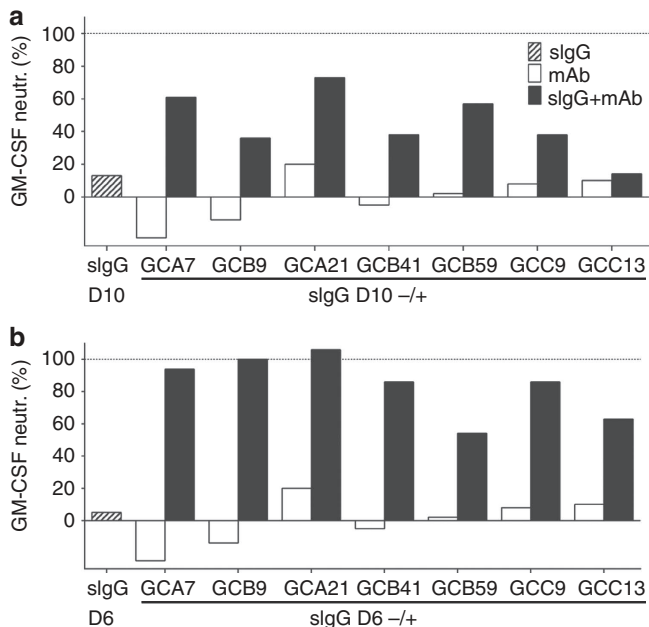 a
GM-CSF neutr. (%)
100
80
60
40
20
0
sIgG
mAb
sIgG+mAb
sIgG GCA7 GCB9 GCA21 GCB41 GCB59 GCC9 GCC13
D10 sIgG D10 –/+
b
GM-CSF neutr. (%)
100
80
60
40
20
0
sIgG GCA7 GCB9 GCA21 GCB41 GCB59 GCC9 GCC13
D6 sIgG D6 –/+